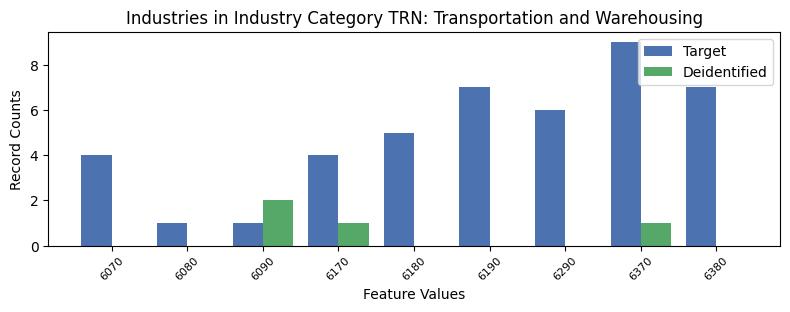 Industries in Industry Category TRN: Transportation and Warehousing
Target
Deidentified
Record Counts
8
6
4
2
0
6070 6080 6090 6170 6180 6190 6290 6370 6380
Feature Values